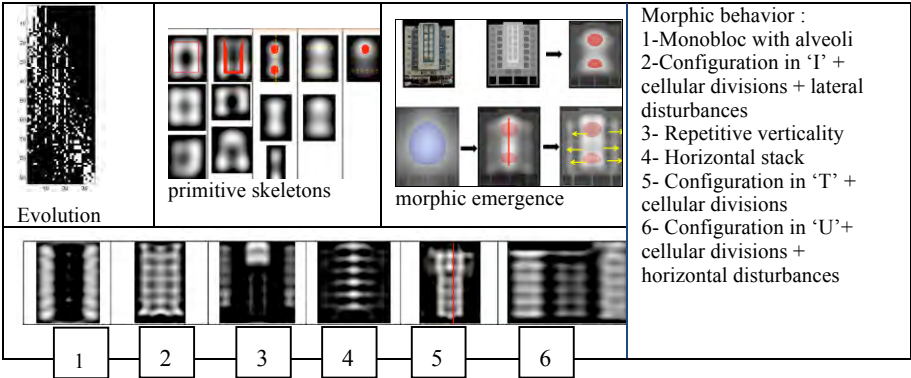 Evolution
primitive skeletons
morphic emergence
Morphic behavior :
1-Monobloc with alveoli
2-Configuration in ‘I’ +
cellular divisions + lateral
disturbances
3- Repetitive verticality
4- Horizontal stack
5- Configuration in ‘T’ +
cellular divisions
6- Configuration in ‘U’+
cellular divisions +
horizontal disturbances
1 2 3 4 5 6